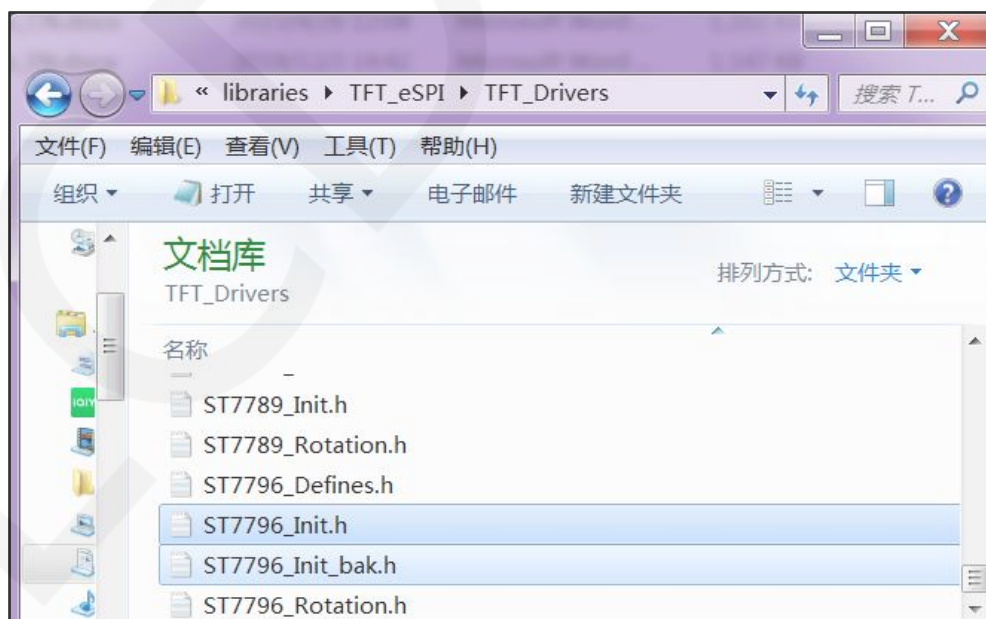 « libraries ▸ TFT_eSPI ▸ TFT_Drivers 搜索 T...
文件(F) 编辑(E) 查看(V) 工具(T) 帮助(H)
组织 打开 共享 电子邮件 新建文件夹
文档库
TFT_Drivers
排列方式: 文件夹
名称
ST7789_Init.h
ST7789_Rotation.h
ST7796_Defines.h
ST7796_Init.h
ST7796_Init_bak.h
ST7796_Rotation.h